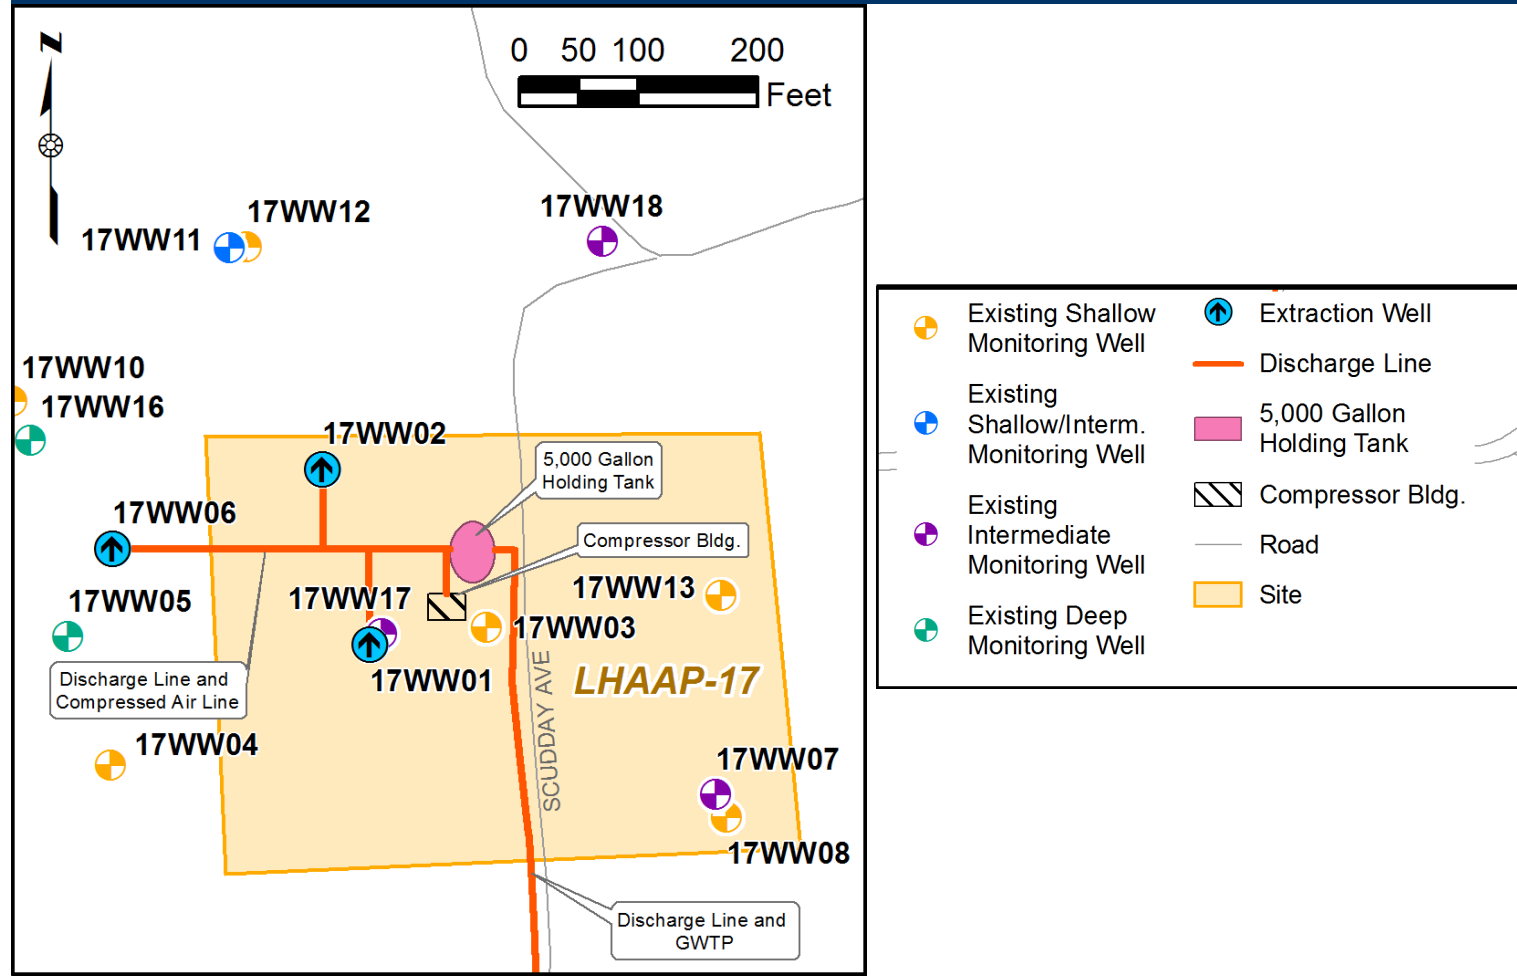 N
0 50 100 200
Feet
17WW12
17WW11
17WW18
17WW10
17WW16
17WW02
5,000 Gallon
Holding Tank
17WW06
Compressor Bldg.
17WW13
17WW05
17WW17
17WW03
LHAAP-17
17WW01
Discharge Line and
Compressed Air Line
SCUDDAY AVE
17WW04
17WW07
17WW08
Discharge Line and
GWTP
Existing Shallow
Monitoring Well
Existing
Shallow/Interm.
Monitoring Well
Existing
Intermediate
Monitoring Well
Existing Deep
Monitoring Well
Extraction Well
Discharge Line
5,000 Gallon
Holding Tank
Compressor Bldg.
Road
Site